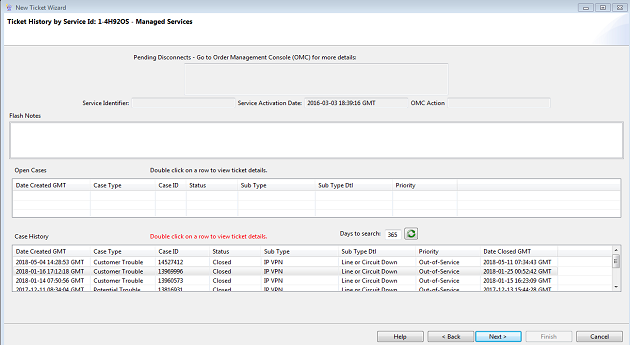 New Ticket Wizard
Ticket History by Service Id: 1-4H92OS - Managed Services
Pending Disconnects - Go to Order Management Console (OMC) for more details:
Service Identifier: Service Activation Date: 2016-03-03 18:39:16 GMT OMC Action
Flash Notes
Open Cases Double click on a row to view ticket details.
Date Created GMT Case Type Case ID Status Sub Type Sub Type Dtl Priority
Case History Double click on a row to view ticket details. Days to search: 365
Date Created GMT Case Type Case ID Status Sub Type Sub Type Dtl Priority Date Closed GMT
2018-05-04 14:28:53 GMT Customer Trouble 14527412 Closed IP VPN Line or Circuit Down Out-of-Service 2018-05-11 07:34:43 GMT
2018-01-16 17:12:18 GMT Customer Trouble 13969996 Closed IP VPN Line or Circuit Down Out-of-Service 2018-01-25 00:52:42 GMT
2018-01-14 07:50:56 GMT Customer Trouble 13960573 Closed IP VPN Line or Circuit Down Out-of-Service 2018-01-15 16:23:09 GMT
2017-12-11 08:34:04 GMT Potential Trouble 13816931 Closed IP VPN Line or Circuit Down Out-of-Service 2017-12-13 15:44:28 GMT
Help < Back Next > Finish Cancel